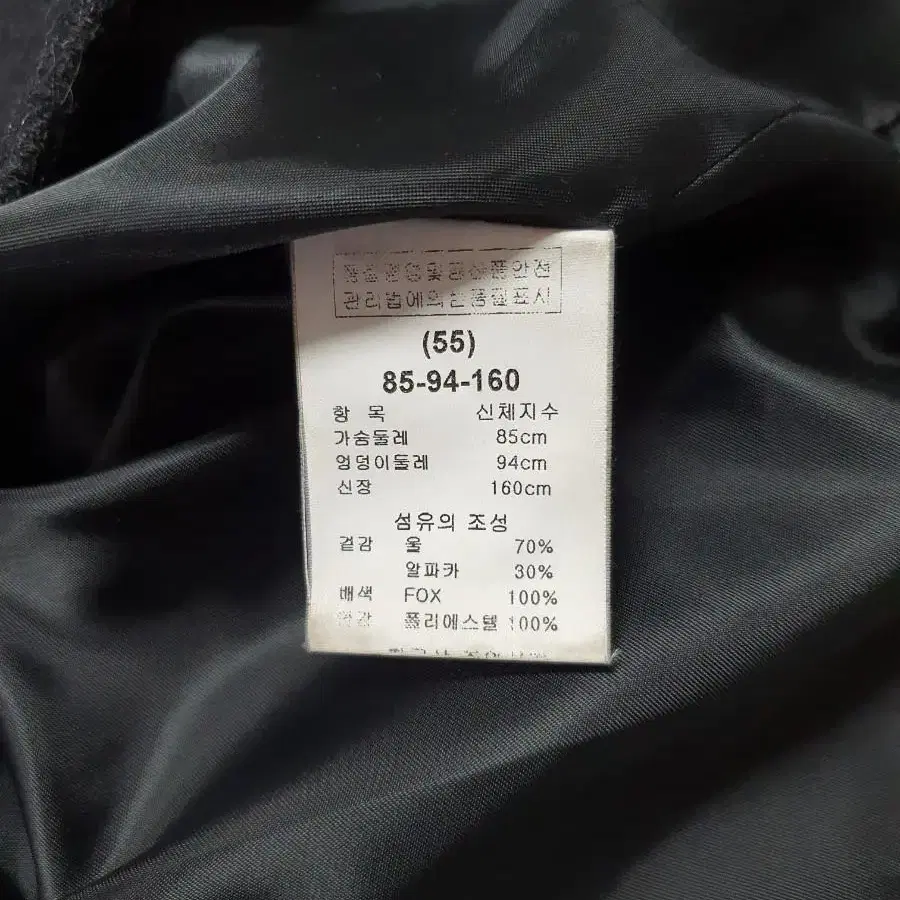 품질경영및공산품안전
관리법에의한품질표시
(55)
85-94-160
항 목 신체지수
가슴둘레 85cm
엉덩이둘레 94cm
신장 160cm
섬유의 조성
겉감 울 70%
알파카 30%
배색 FOX 100%
안감 폴리에스텔 100%